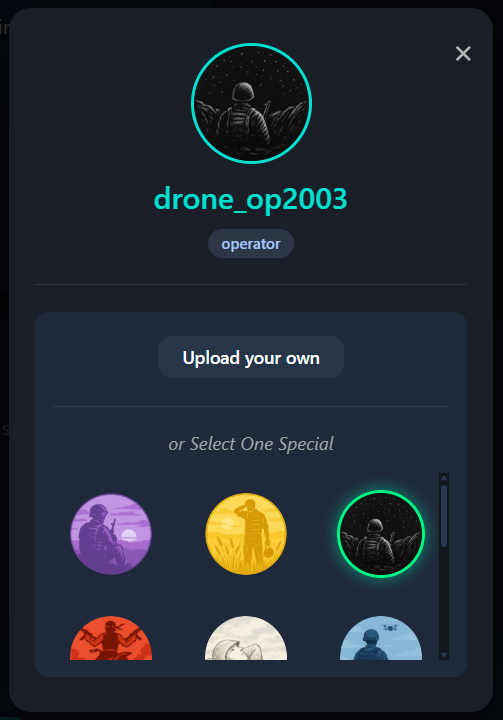 drone_op2003
operator
Upload your own
or Select One Special